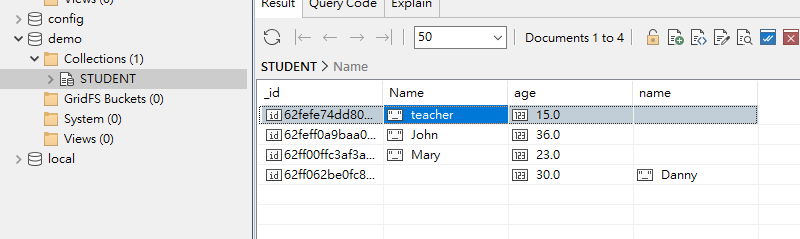 Result Query Code Explain
config
demo
Collections (1)
STUDENT
GridFS Buckets (0)
System (0)
Views (0)
local
50 Documents 1 to 4
STUDENT > Name
_id Name age name
62fefe74dd80... teacher 15.0
62feff0a9baa0... John 36.0
62ff00ffc3af3a... Mary 23.0
62ff062be0fc8... 30.0 Danny